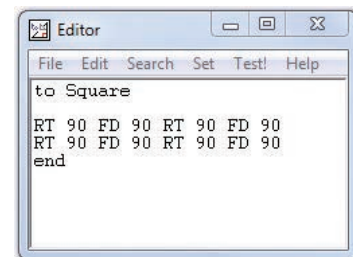 Editor
File Edit Search Set Test! Help
to Square
RT 90 FD 90 RT 90 FD 90
RT 90 FD 90 RT 90 FD 90
end